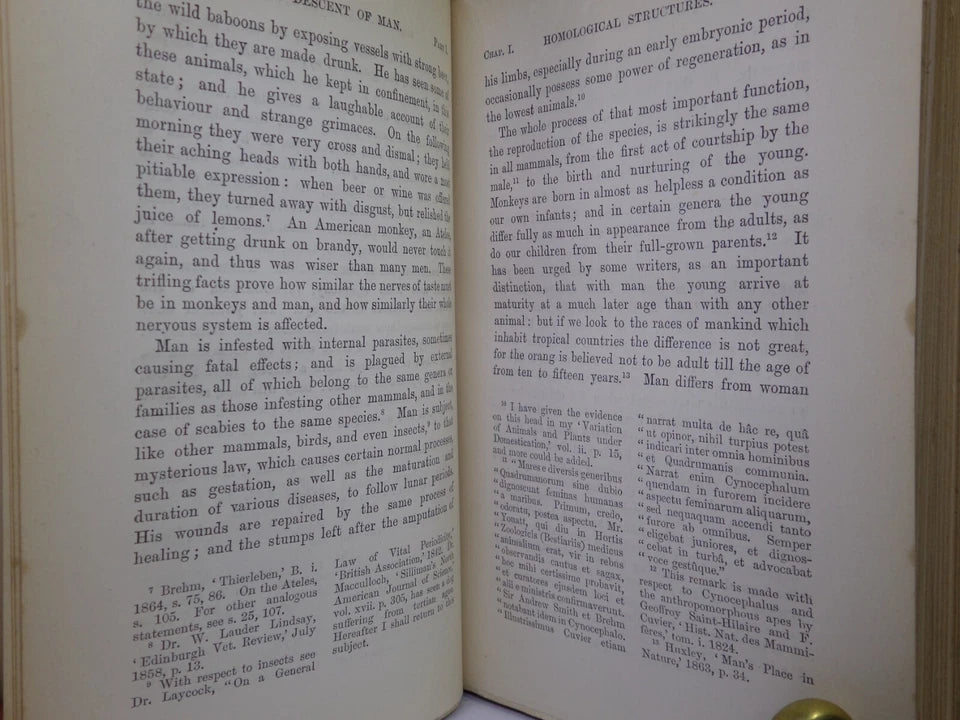 DESCENT OF MAN.
Part I.
the wild baboons by exposing vessels with strong beer,
by which they are made drunk. He has seen some of
these animals, which he kept in confinement, in this
state; and he gives a laughable account of their
behaviour and strange grimaces. On the following
morning they were very cross and dismal; they held
their aching heads with both hands, and wore a most
pitiable expression: when beer or wine was offered
them, they turned away with disgust, but relished the
juice of lemons.7 An American monkey, an Ateles,
after getting drunk on brandy, would never touch it
again, and thus was wiser than many men. These
trifling facts prove how similar the nerves of taste must
be in monkeys and man, and how similarly their whole
nervous system is affected.
Man is infested with internal parasites, sometimes
causing fatal effects; and is plagued by external
parasites, all of which belong to the same genera or
families as those infesting other mammals, and in the
case of scabies to the same species.8 Man is subject,
like other mammals, birds, and even insects,9 to that
mysterious law, which causes certain normal processes,
such as gestation, as well as the maturation and
duration of various diseases, to follow lunar periods.
His wounds are repaired by the same process of
healing; and the stumps left after the amputation of
7 Brehm, 'Thierleben,' B. i.
1864, s. 75, 86. On the Ateles,
s. 105. For other analogous
statements, see s. 25, 107.
8 Dr. W. Lauder Lindsay,
'Edinburgh Vet. Review,' July
1858, p. 13.
9 With respect to insects see
Dr. Laycock, "On a General
Law of Vital Periodicity,"
'British Association,' 1842. Dr.
Macculloch, 'Silliman's North
American Journal of Science,'
vol. xvii. p. 305, has seen a dog
suffering from tertian ague.
Hereafter I shall return to this
subject.
Chap. I.
HOMOLOGICAL STRUCTURES.
his limbs, especially during an early embryonic period,
occasionally possess some power of regeneration, as in
the lowest animals.10
The whole process of that most important function,
the reproduction of the species, is strikingly the same
in all mammals, from the first act of courtship by the
male,11 to the birth and nurturing of the young.
Monkeys are born in almost as helpless a condition as
our own infants; and in certain genera the young
differ fully as much in appearance from the adults, as
do our children from their full-grown parents.12 It
has been urged by some writers, as an important
distinction, that with man the young arrive at
maturity at a much later age than with any other
animal: but if we look to the races of mankind which
inhabit tropical countries the difference is not great,
for the orang is believed not to be adult till the age of
from ten to fifteen years.13 Man differs from woman
10 I have given the evidence
on this head in my 'Variation
of Animals and Plants under
Domestication,' vol. ii. p. 15,
and more could be added.
11 "Mares e diversis generibus
"Quadrumanorum sine dubio
"dignoscunt feminas humanas
"a maribus. Primum, credo,
"odoratu, postea aspectu. Mr.
"Youatt, qui diu in Hortis
"Zoologicis (Bestiariis) medicus
"animalium erat, vir in rebus
"observandis cautus et sagax,
"hoc mihi certissime probavit,
"et curatores ejusdem loci et
"alii e ministris confirmaverunt.
"Sir Andrew Smith et Brehm
"notabant idem in Cynocephalo.
"Illustrissimus Cuvier etiam
"narrat multa de hâc re, quâ
"ut opinor, nihil turpius potest
"indicari inter omnia hominibus
"et Quadrumanis communia.
"Narrat enim Cynocephalum
"quendam in furorem incidere
"aspectu feminarum aliquarum,
"sed nequaquam accendi tanto
"furore ab omnibus. Semper
"eligebat juniores, et dignos-
"cebat in turbâ, et advocabat
"voce gestûque."
12 This remark is made with
respect to Cynocephalus and
the anthropomorphous apes by
Geoffroy Saint-Hilaire and F.
Cuvier, 'Hist. Nat. des Mammi-
fères,' tom. i. 1824.
13 Huxley, 'Man's Place in
Nature,' 1863, p. 34.